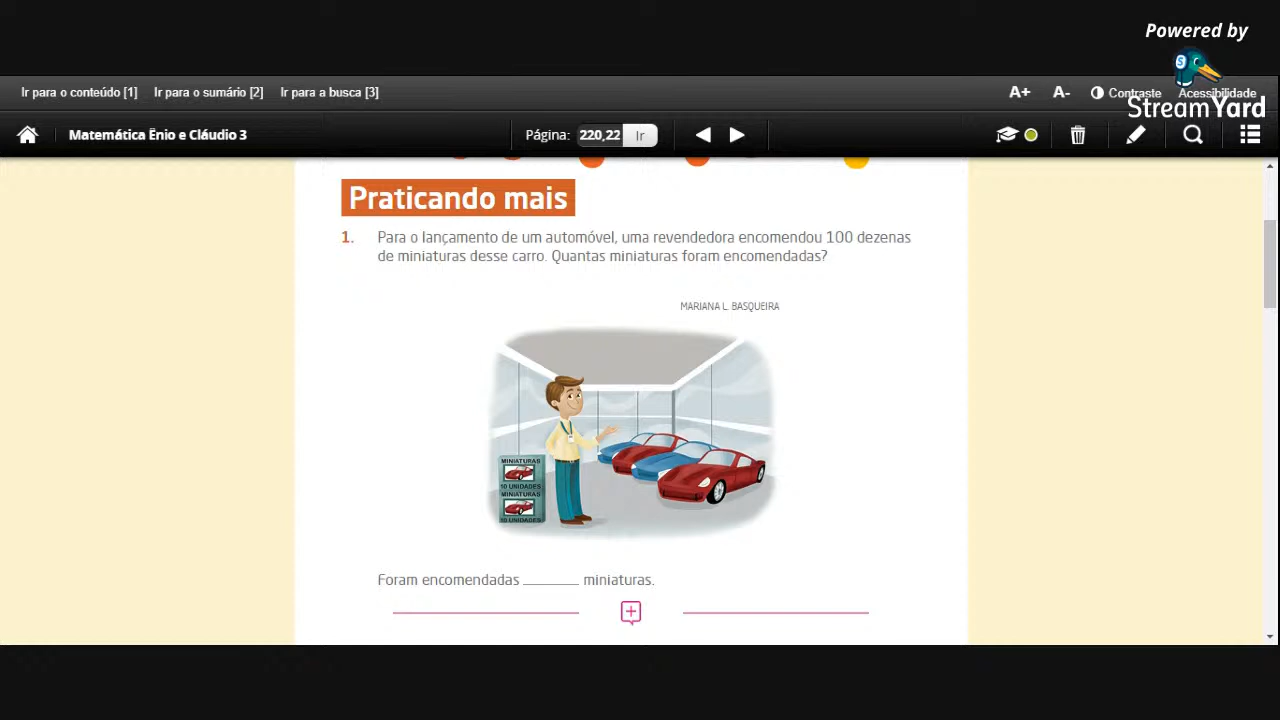 Powered by
StreamYard
Ir para o conteúdo [1] Ir para o sumário [2] Ir para a busca [3] A+ A- Contraste Acessibilidade
Matemática Ênio e Cláudio 3 Página: 220,22 Ir
Praticando mais
1. Para o lançamento de um automóvel, uma revendedora encomendou 100 dezenas
de miniaturas desse carro. Quantas miniaturas foram encomendadas?
MARIANA L. BASQUEIRA
MINIATURAS
10 UNIDADES
MINIATURAS
10 UNIDADES
Foram encomendadas ______ miniaturas.